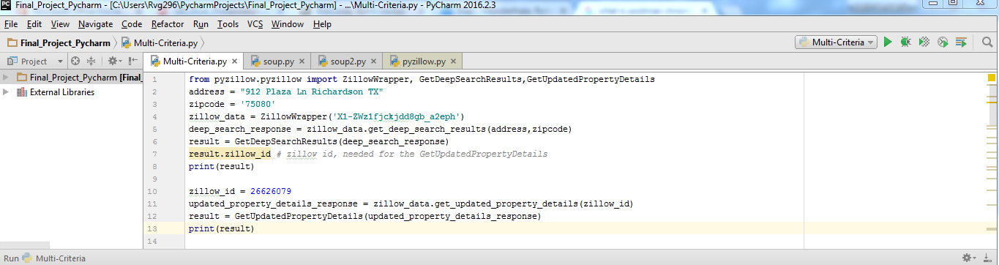 Final_Project_Pycharm - [C:\Users\Rvg296\PycharmProjects\Final_Project_Pycharm] - ...\Multi-Criteria.py - PyCharm 2016.2.3
File Edit View Navigate Code Refactor Run Tools VCS Window Help
Final_Project_Pycharm Multi-Criteria.py Multi-Criteria
Project Multi-Criteria.py soup.py soup2.py pyzillow.py
Final_Project_Pycharm [Final_
External Libraries
1 from pyzillow.pyzillow import ZillowWrapper, GetDeepSearchResults,GetUpdatedPropertyDetails
2 address = "912 Plaza Ln Richardson TX"
3 zipcode = '75080'
4 zillow_data = ZillowWrapper('X1-ZWz1fjckjdd8gb_a2eph')
5 deep_search_response = zillow_data.get_deep_search_results(address,zipcode)
6 result = GetDeepSearchResults(deep_search_response)
7 result.zillow_id # zillow id, needed for the GetUpdatedPropertyDetails
8 print(result)
9
10 zillow_id = 26626079
11 updated_property_details_response = zillow_data.get_updated_property_details(zillow_id)
12 result = GetUpdatedPropertyDetails(updated_property_details_response)
13 print(result)
14
Run Multi-Criteria